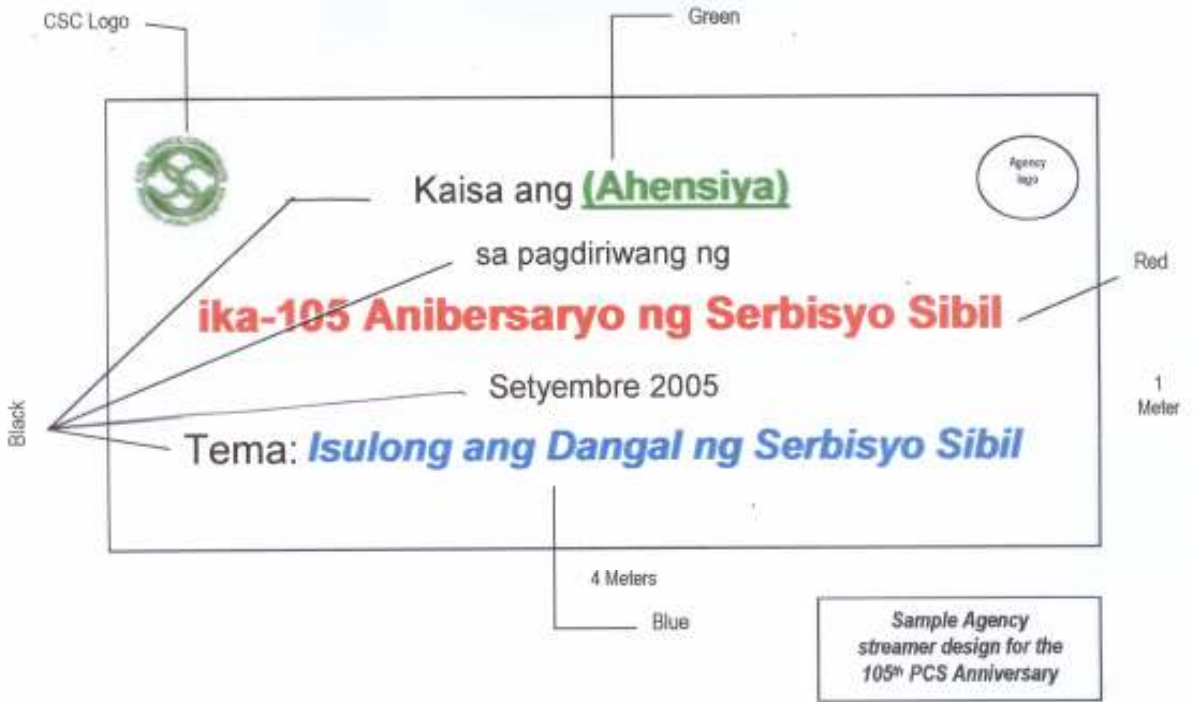 CSC Logo
Green
Agency
logo
Kaisa ang (Ahensiya)
sa pagdiriwang ng
Red
ika-105 Anibersaryo ng Serbisyo Sibil
Setyembre 2005
1
Meter
Black
Tema: Isulong ang Dangal ng Serbisyo Sibil
4 Meters
Blue
Sample Agency
streamer design for the
105th PCS Anniversary